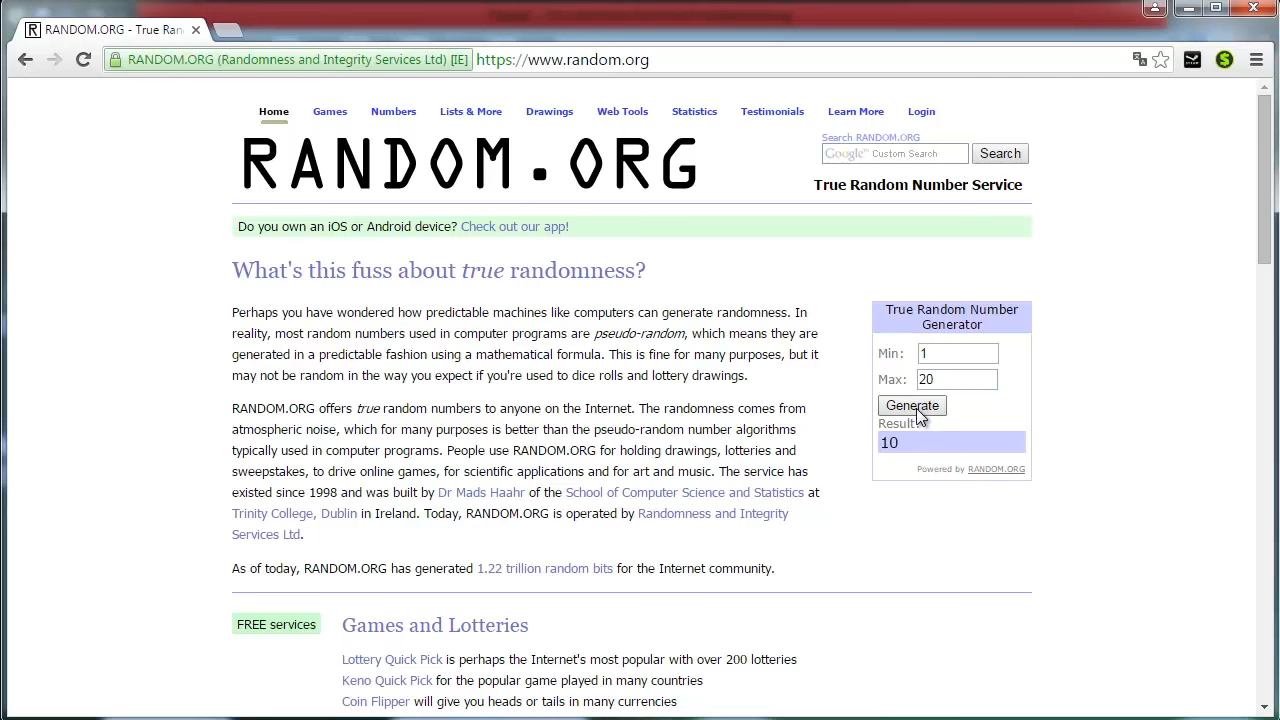 RANDOM.ORG - True Ran
RANDOM.ORG (Randomness and Integrity Services Ltd) [IE] https://www.random.org
Home Games Numbers Lists & More Drawings Web Tools Statistics Testimonials Learn More Login
RANDOM.ORG
Search RANDOM.ORG
Google™ Custom Search Search
True Random Number Service
Do you own an iOS or Android device? Check out our app!
What's this fuss about true randomness?
Perhaps you have wondered how predictable machines like computers can generate randomness. In
reality, most random numbers used in computer programs are pseudo-random, which means they are
generated in a predictable fashion using a mathematical formula. This is fine for many purposes, but it
may not be random in the way you expect if you're used to dice rolls and lottery drawings.
RANDOM.ORG offers true random numbers to anyone on the Internet. The randomness comes from
atmospheric noise, which for many purposes is better than the pseudo-random number algorithms
typically used in computer programs. People use RANDOM.ORG for holding drawings, lotteries and
sweepstakes, to drive online games, for scientific applications and for art and music. The service has
existed since 1998 and was built by Dr Mads Haahr of the School of Computer Science and Statistics at
Trinity College, Dublin in Ireland. Today, RANDOM.ORG is operated by Randomness and Integrity
Services Ltd.
As of today, RANDOM.ORG has generated 1.22 trillion random bits for the Internet community.
True Random Number
Generator
Min: 1
Max: 20
Generate
Result
10
Powered by RANDOM.ORG
FREE services
Games and Lotteries
Lottery Quick Pick is perhaps the Internet's most popular with over 200 lotteries
Keno Quick Pick for the popular game played in many countries
Coin Flipper will give you heads or tails in many currencies